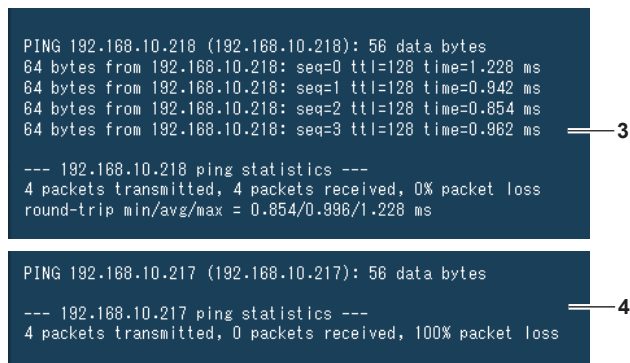 PING 192.168.10.218 (192.168.10.218): 56 data bytes
64 bytes from 192.168.10.218: seq=0 ttl=128 time=1.228 ms
64 bytes from 192.168.10.218: seq=1 ttl=128 time=0.942 ms
64 bytes from 192.168.10.218: seq=2 ttl=128 time=0.854 ms
64 bytes from 192.168.10.218: seq=3 ttl=128 time=0.962 ms
3
--- 192.168.10.218 ping statistics ---
4 packets transmitted, 4 packets received, 0% packet loss
round-trip min/avg/max = 0.854/0.996/1.228 ms
PING 192.168.10.217 (192.168.10.217): 56 data bytes
4
--- 192.168.10.217 ping statistics ---
4 packets transmitted, 0 packets received, 100% packet loss